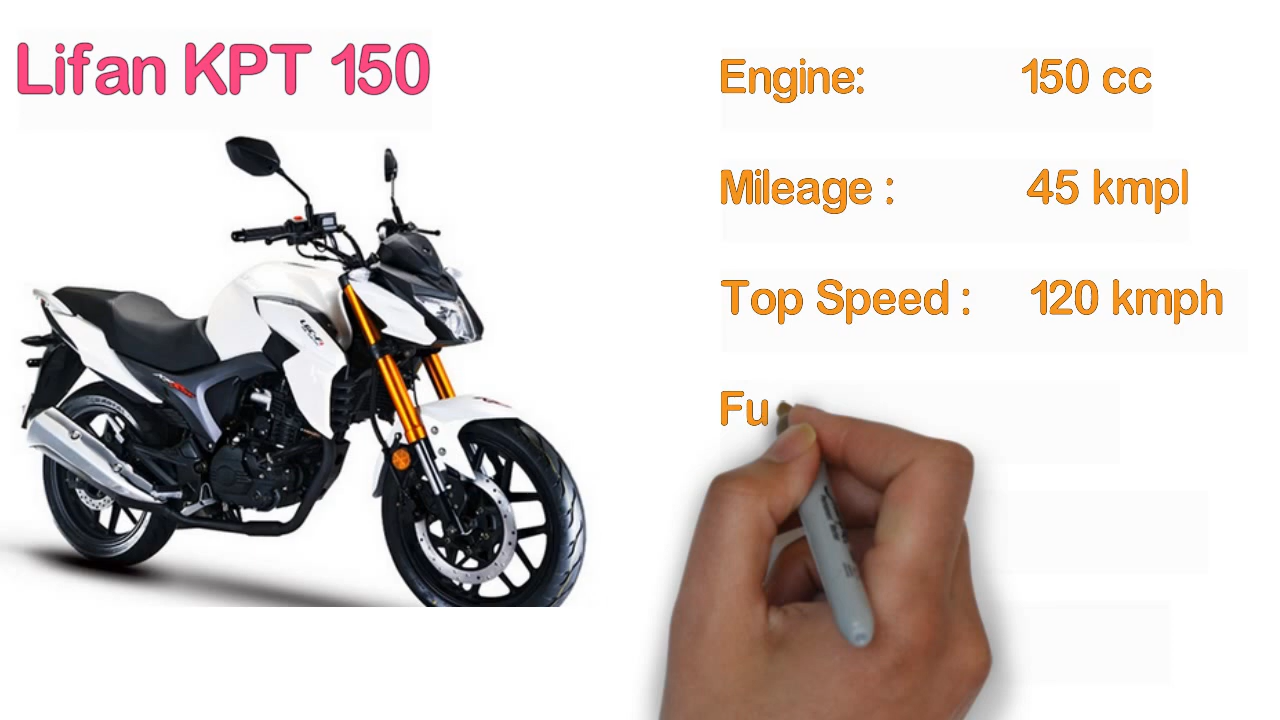 Lifan KPT 150
Engine: 150 cc
Mileage : 45 kmpl
Top Speed : 120 kmph
Fu